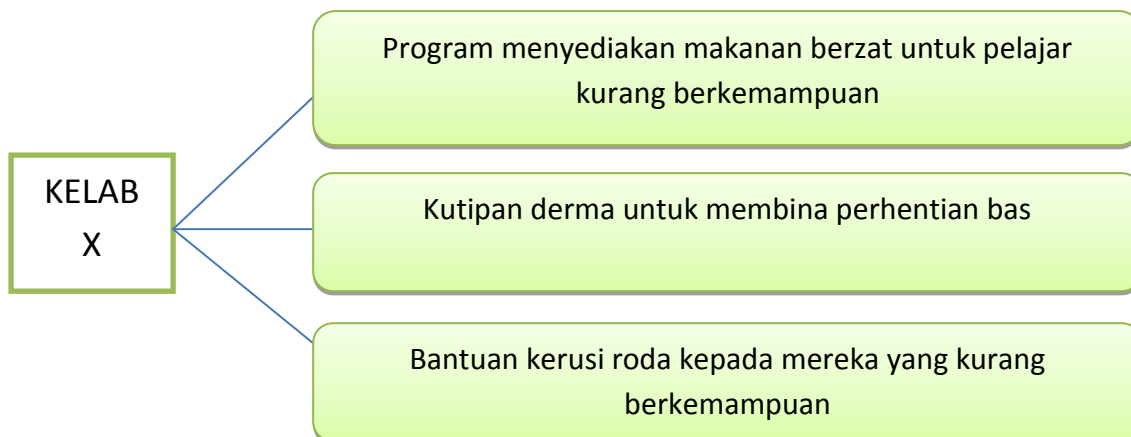 Program menyediakan makanan berzat untuk pelajar
kurang berkemampuan
KELAB
X
Kutipan derma untuk membina perhentian bas
Bantuan kerusi roda kepada mereka yang kurang
berkemampuan